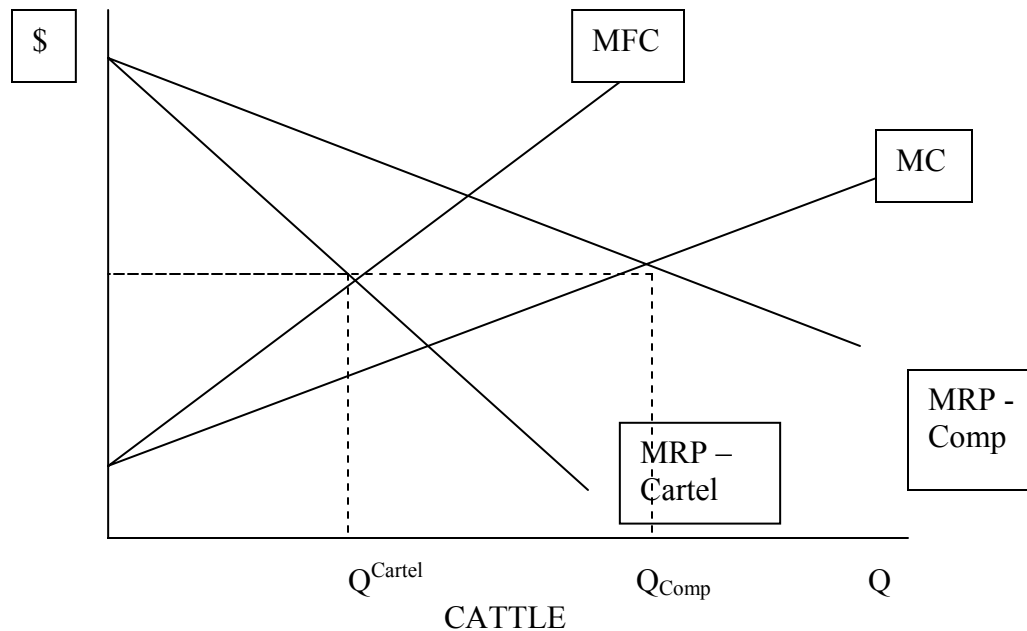 $
MFC
MC
MRP -
Comp
MRP –
Cartel
Q^Cartel
Q_Comp
Q
CATTLE